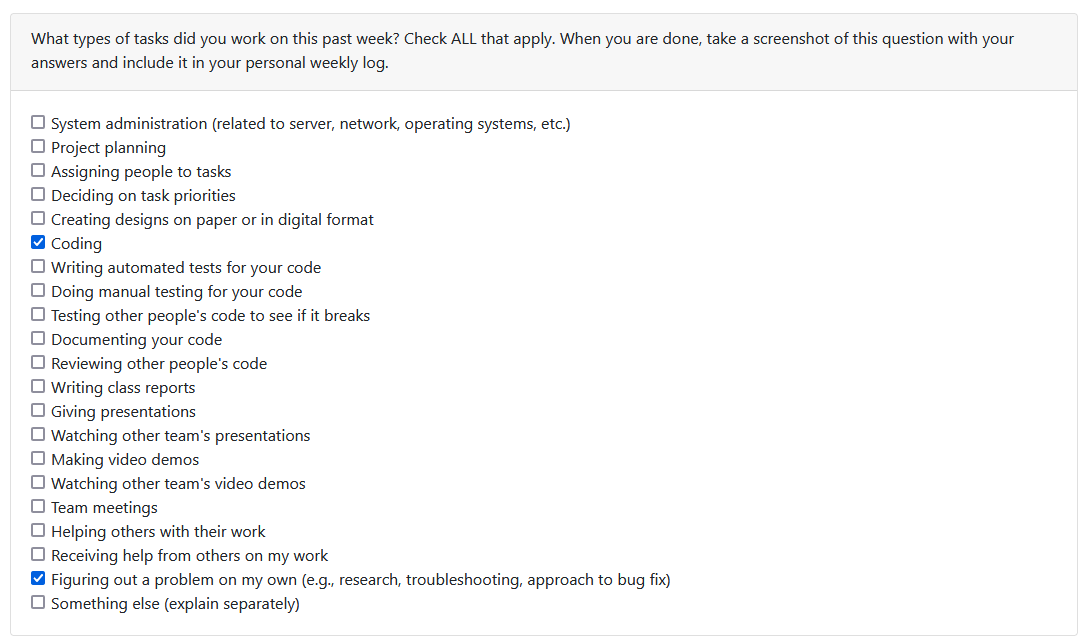 What types of tasks did you work on this past week? Check ALL that apply. When you are done, take a screenshot of this question with your
answers and include it in your personal weekly log.
System administration (related to server, network, operating systems, etc.)
Project planning
Assigning people to tasks
Deciding on task priorities
Creating designs on paper or in digital format
Coding
Writing automated tests for your code
Doing manual testing for your code
Testing other people's code to see if it breaks
Documenting your code
Reviewing other people's code
Writing class reports
Giving presentations
Watching other team's presentations
Making video demos
Watching other team's video demos
Team meetings
Helping others with their work
Receiving help from others on my work
Figuring out a problem on my own (e.g., research, troubleshooting, approach to bug fix)
Something else (explain separately)